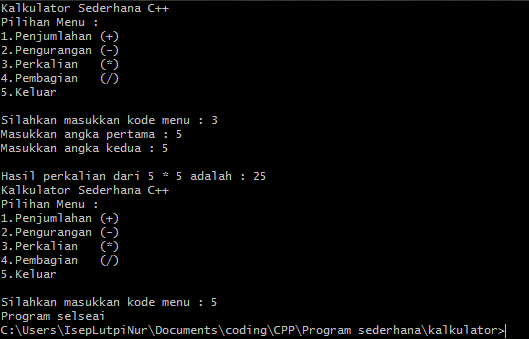 Kalkulator Sederhana C++
Pilihan Menu :
1.Penjumlahan (+)
2.Pengurangan (-)
3.Perkalian   (*)
4.Pembagian   (/)
5.Keluar
Silahkan masukkan kode menu : 3
Masukkan angka pertama : 5
Masukkan angka kedua : 5
Hasil perkalian dari 5 * 5 adalah : 25
Kalkulator Sederhana C++
Pilihan Menu :
1.Penjumlahan (+)
2.Pengurangan (-)
3.Perkalian   (*)
4.Pembagian   (/)
5.Keluar
Silahkan masukkan kode menu : 5
Program selseai
C:\Users\IsepLutpiNur\Documents\coding\CPP\Program sederhana\kalkulator>